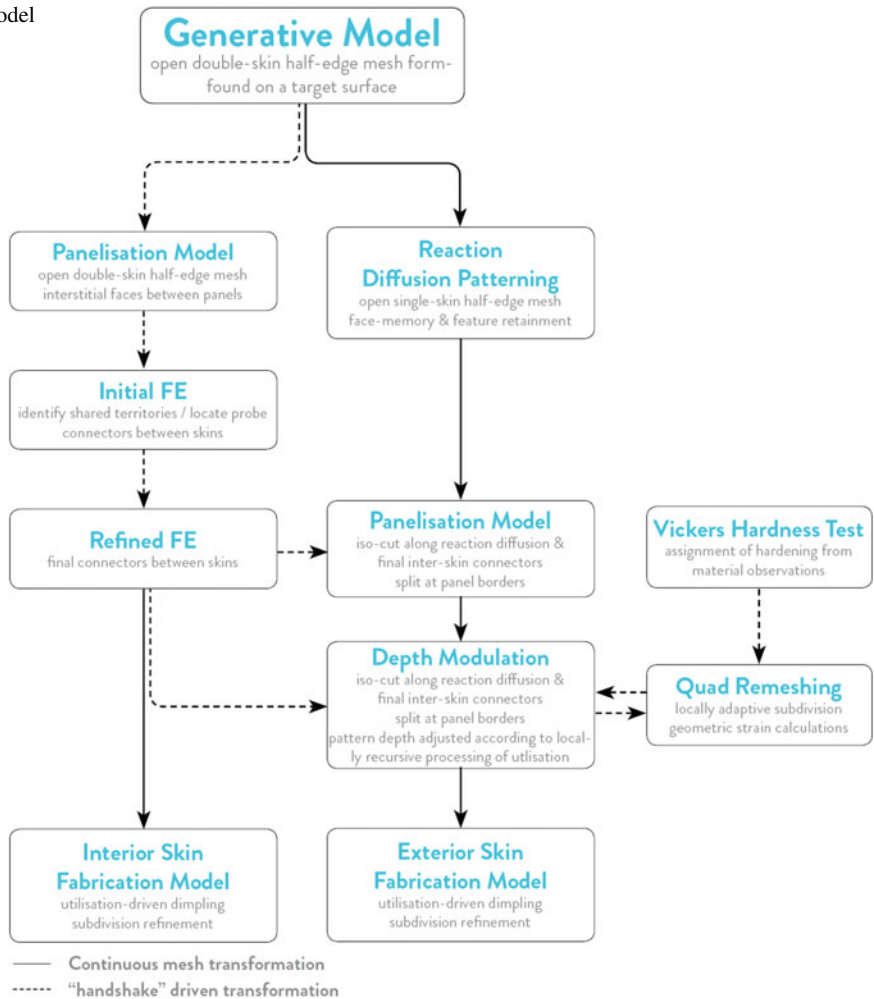 odel
Generative Model
open double-skin half-edge mesh form-
found on a target surface
Panelisation Model
open double-skin half-edge mesh
interstitial faces between panels
Reaction
Diffusion Patterning
open single-skin half-edge mesh
face-memory & feature retainment
Initial FE
identify shared territories / locate probe
connectors between skins
Refined FE
final connectors between skins
Panelisation Model
iso-cut along reaction diffusion &
final inter-skin connectors
split at panel borders
Vickers Hardness Test
assignment of hardening from
material observations
Depth Modulation
iso-cut along reaction diffusion &
final inter-skin connectors
split at panel borders
pattern depth adjusted according to local-
ly recursive processing of utlisation
Quad Remeshing
locally adaptive subdivision
geometric strain calculations
Interior Skin
Fabrication Model
utilisation-driven dimpling
subdivision refinement
Exterior Skin
Fabrication Model
utilisation-driven dimpling
subdivision refinement
Continuous mesh transformation
“handshake” driven transformation